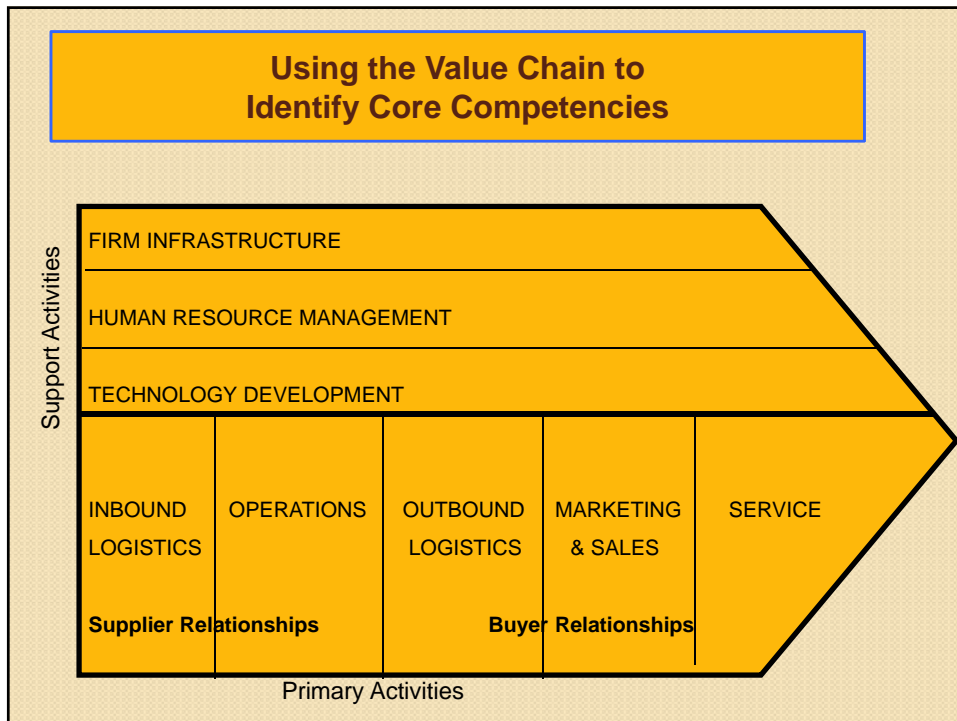 Using the Value Chain to
Identify Core Competencies
Support Activities
FIRM INFRASTRUCTURE
HUMAN RESOURCE MANAGEMENT
TECHNOLOGY DEVELOPMENT
INBOUND LOGISTICS
OPERATIONS
OUTBOUND LOGISTICS
MARKETING & SALES
SERVICE
Supplier Relationships
Buyer Relationships
Primary Activities